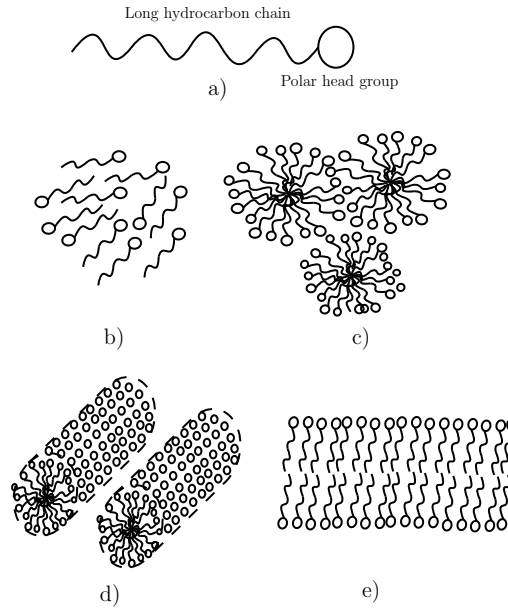 Long hydrocarbon chain
Polar head group
a)
b)
c)
d)
e)